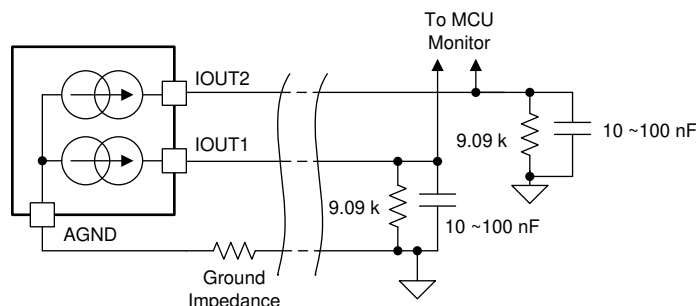 To MCU
Monitor
IOUT2
9.09 k
10 ~100 nF
IOUT1
9.09 k
10 ~100 nF
AGND
Ground
Impedance